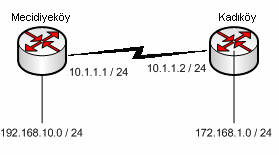 Mecidiyeköy
Kadıköy
10.1.1.1 / 24
10.1.1.2 / 24
192.168.10.0 / 24
172.168.1.0 / 24